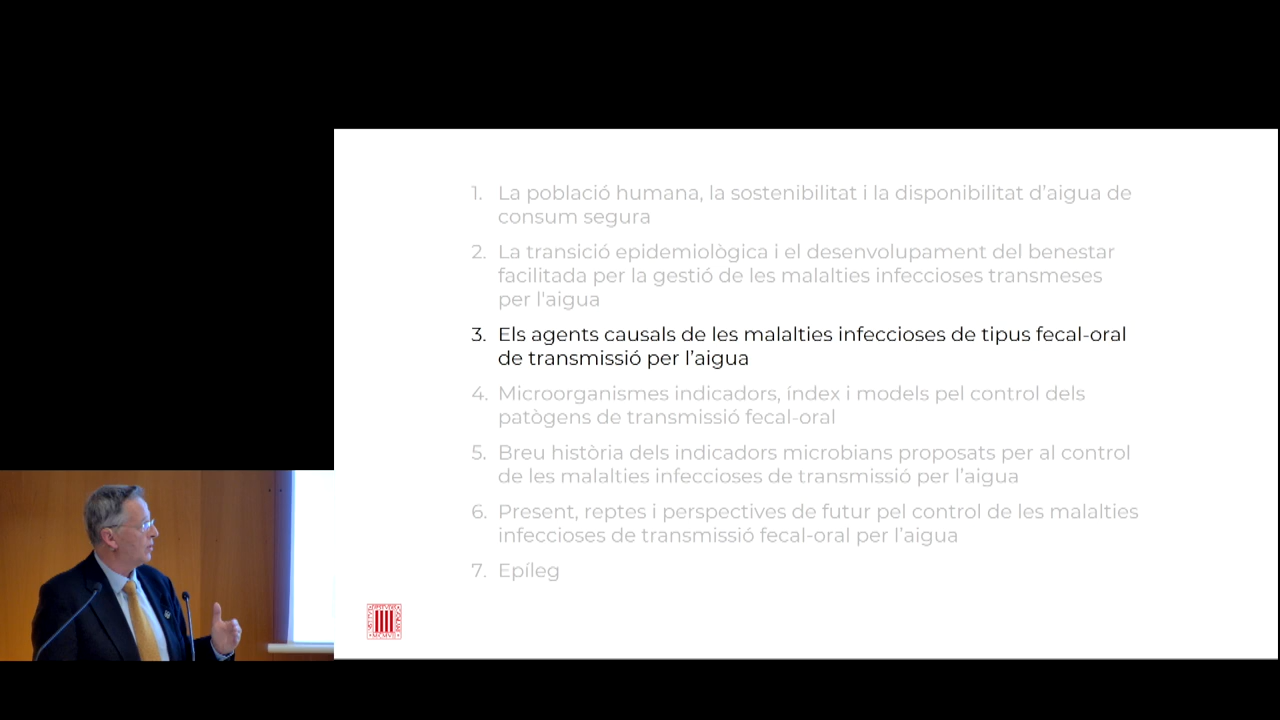 1. La població humana, la sostenibilitat i la disponibilitat d’aigua de
consum segura
2. La transició epidemiològica i el desenvolupament del benestar
facilitada per la gestió de les malalties infeccioses transmeses
per l'aigua
3. Els agents causals de les malalties infeccioses de tipus fecal-oral
de transmissió per l’aigua
4. Microorganismes indicadors, índex i models pel control dels
patògens de transmissió fecal-oral
5. Breu història dels indicadors microbians proposats per al control
de les malalties infeccioses de transmissió per l’aigua
6. Present, reptes i perspectives de futur pel control de les malalties
infeccioses de transmissió fecal-oral per l’aigua
7. Epíleg